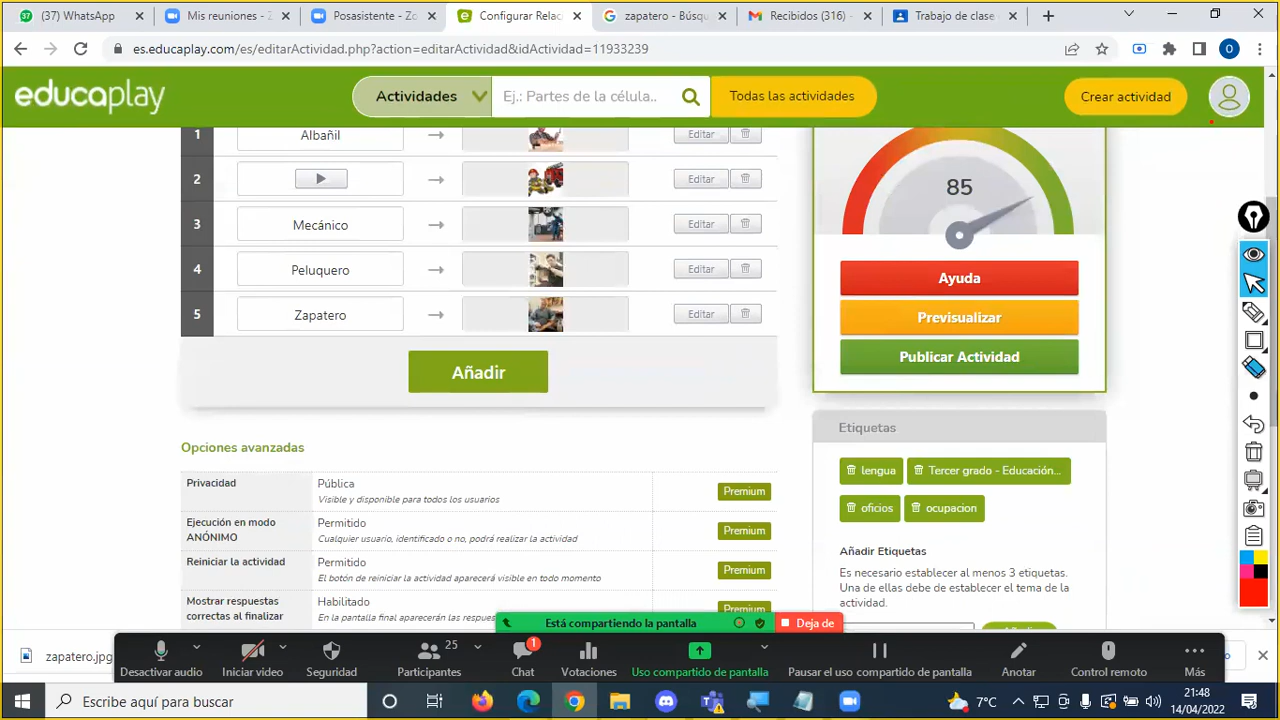 (37) WhatsApp
Mis reuniones - Z
Posasistente - Zo
Configurar Relac
zapatero - Búsqu
Recibidos (316) -
Trabajo de clase
es.educaplay.com/es/editarActividad.php?action=editarActividad&idActividad=11933239
O
educaplay
Actividades
Ej.: Partes de la célula..
Todas las actividades
Crear actividad
1 Albañil Editar
2 Editar
3 Mecánico Editar
4 Peluquero Editar
5 Zapatero Editar
Añadir
85
Ayuda
Previsualizar
Publicar Actividad
Opciones avanzadas
Privacidad Pública Premium
Visible y disponible para todos los usuarios
Ejecución en modo ANÓNIMO Permitido Premium
Cualquier usuario, identificado o no, podrá realizar la actividad
Reiniciar la actividad Permitido Premium
El botón de reiniciar la actividad aparecerá visible en todo momento
Mostrar respuestas correctas al finalizar Habilitado Premium
En la pantalla final aparecerán las respues
Etiquetas
lengua
Tercer grado - Educación...
oficios
ocupacion
Añadir Etiquetas
Es necesario establecer al menos 3 etiquetas.
Una de ellas debe de establecer el tema de la
actividad.
Está compartiendo la pantalla
Deja de
zapatero.jpg
Desactivar audio
Iniciar video
Seguridad
Participantes
25
Chat
1
Votaciones
Uso compartido de pantalla
Pausar el uso compartido de pantalla
Anotar
Control remoto
Más
Escribe aquí para buscar
7°C
21:48
14/04/2022